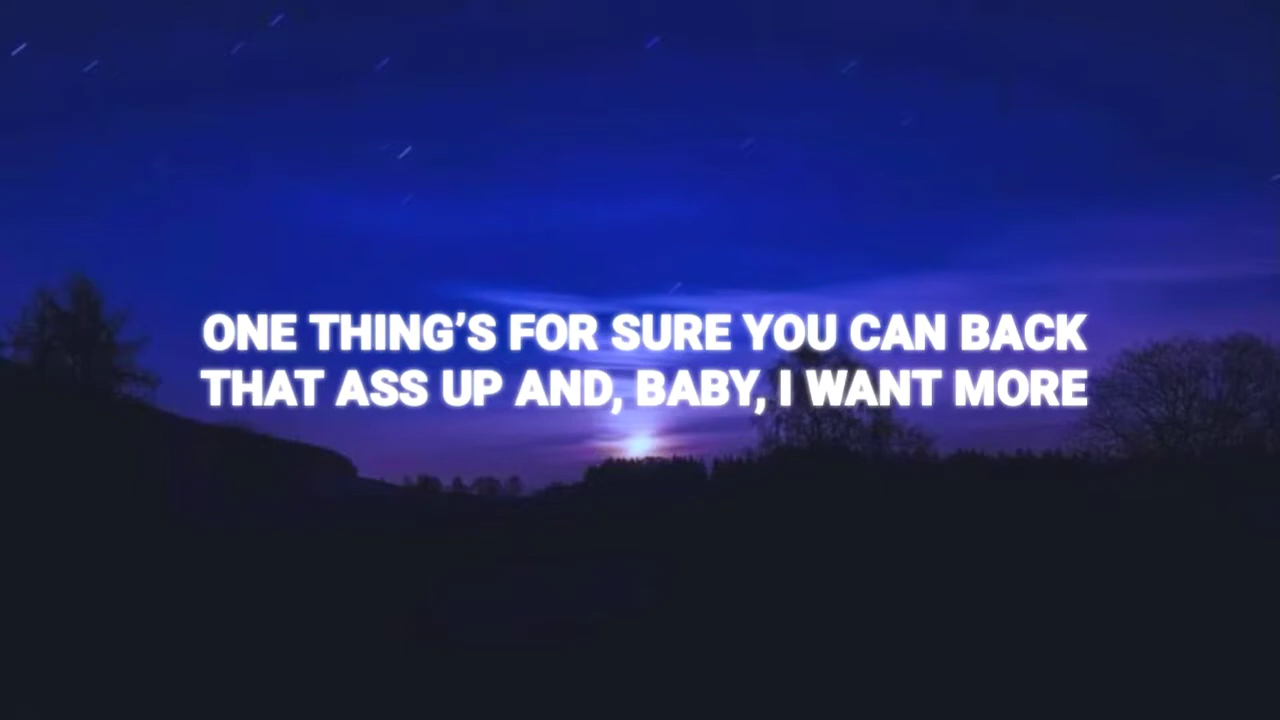 ONE THING’S FOR SURE YOU CAN BACK
THAT ASS UP AND, BABY, I WANT MORE